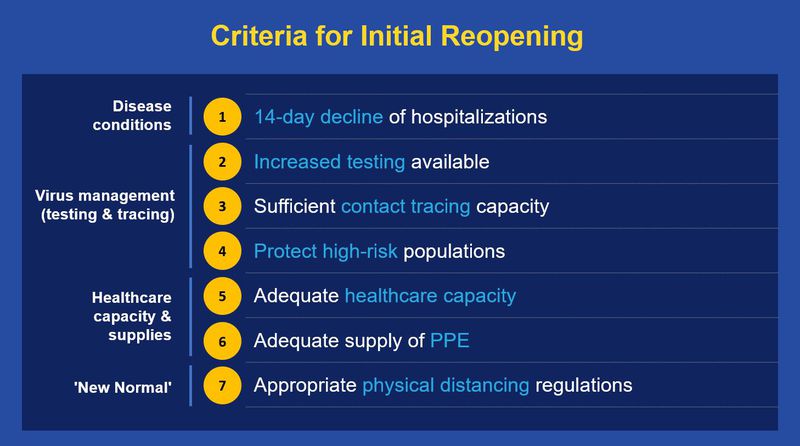 Criteria for Initial Reopening
Disease
conditions
1
14-day decline of hospitalizations
Virus management
(testing & tracing)
2
Increased testing available
3
Sufficient contact tracing capacity
4
Protect high-risk populations
Healthcare
capacity &
supplies
5
Adequate healthcare capacity
6
Adequate supply of PPE
'New Normal'
7
Appropriate physical distancing regulations